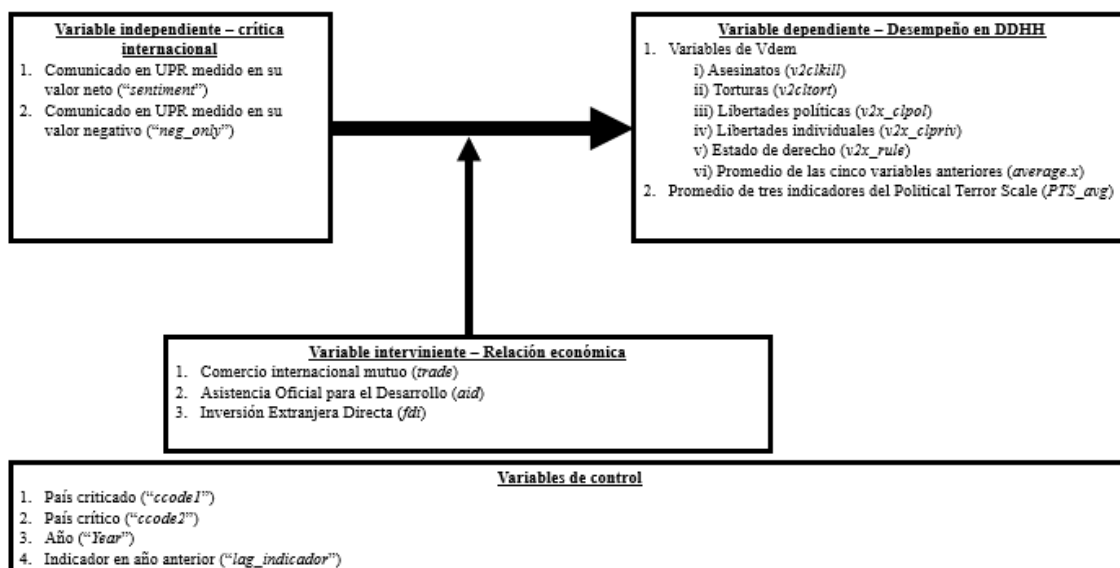 Variable independiente – crítica
internacional
1. Comunicado en UPR medido en su
valor neto (“sentiment”)
2. Comunicado en UPR medido en su
valor negativo (“neg_only”)
Variable dependiente – Desempeño en DDHH
1. Variables de Vdem
i) Asesinatos (v2clkill)
ii) Torturas (v2cltort)
iii) Libertades políticas (v2x_clpol)
iv) Libertades individuales (v2x_clpriv)
v) Estado de derecho (v2x_rule)
vi) Promedio de las cinco variables anteriores (average.x)
2. Promedio de tres indicadores del Political Terror Scale (PTS_avg)
Variable interviniente – Relación económica
1. Comercio internacional mutuo (trade)
2. Asistencia Oficial para el Desarrollo (aid)
3. Inversión Extranjera Directa (fdi)
Variables de control
1. País criticado (“ccode1”)
2. País crítico (“ccode2”)
3. Año (“Year”)
4. Indicador en año anterior (“lag_indicador”)